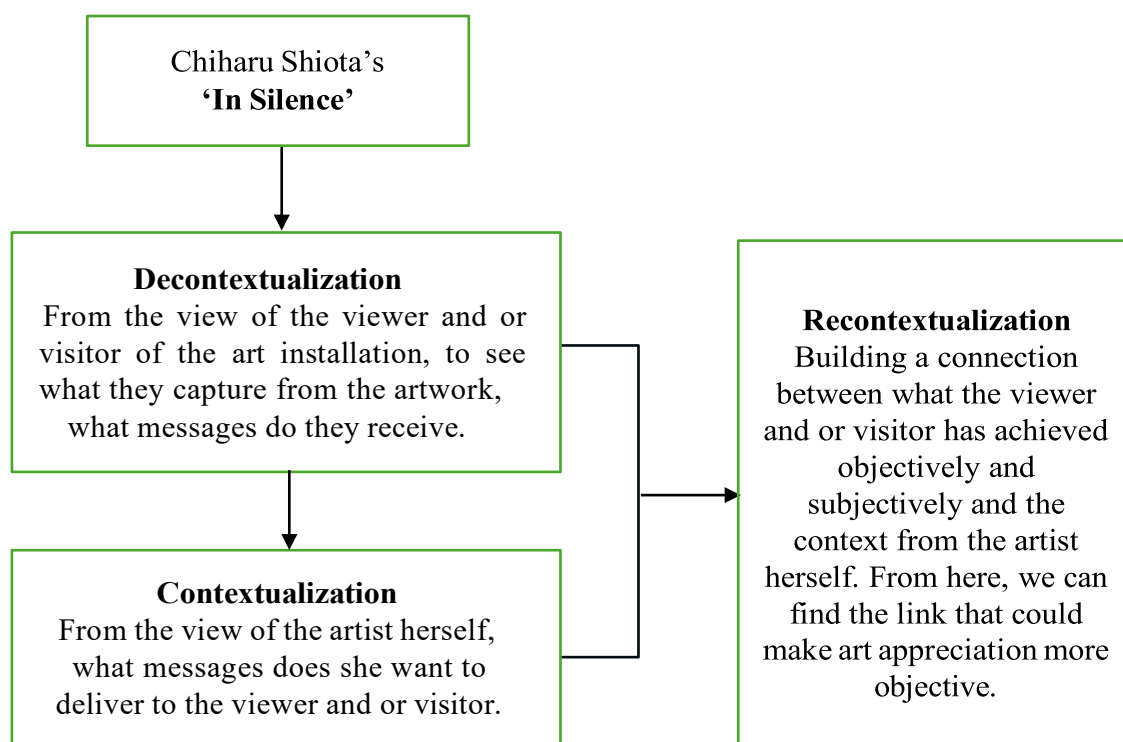 Chiharu Shiota’s
‘In Silence’
Decontextualization
From the view of the viewer and or
visitor of the art installation, to see
what they capture from the artwork,
what messages do they receive.
Contextualization
From the view of the artist herself,
what messages does she want to
deliver to the viewer and or visitor.
Recontextualization
Building a connection
between what the viewer
and or visitor has achieved
objectively and
subjectively and the
context from the artist
herself. From here, we can
find the link that could
make art appreciation more
objective.